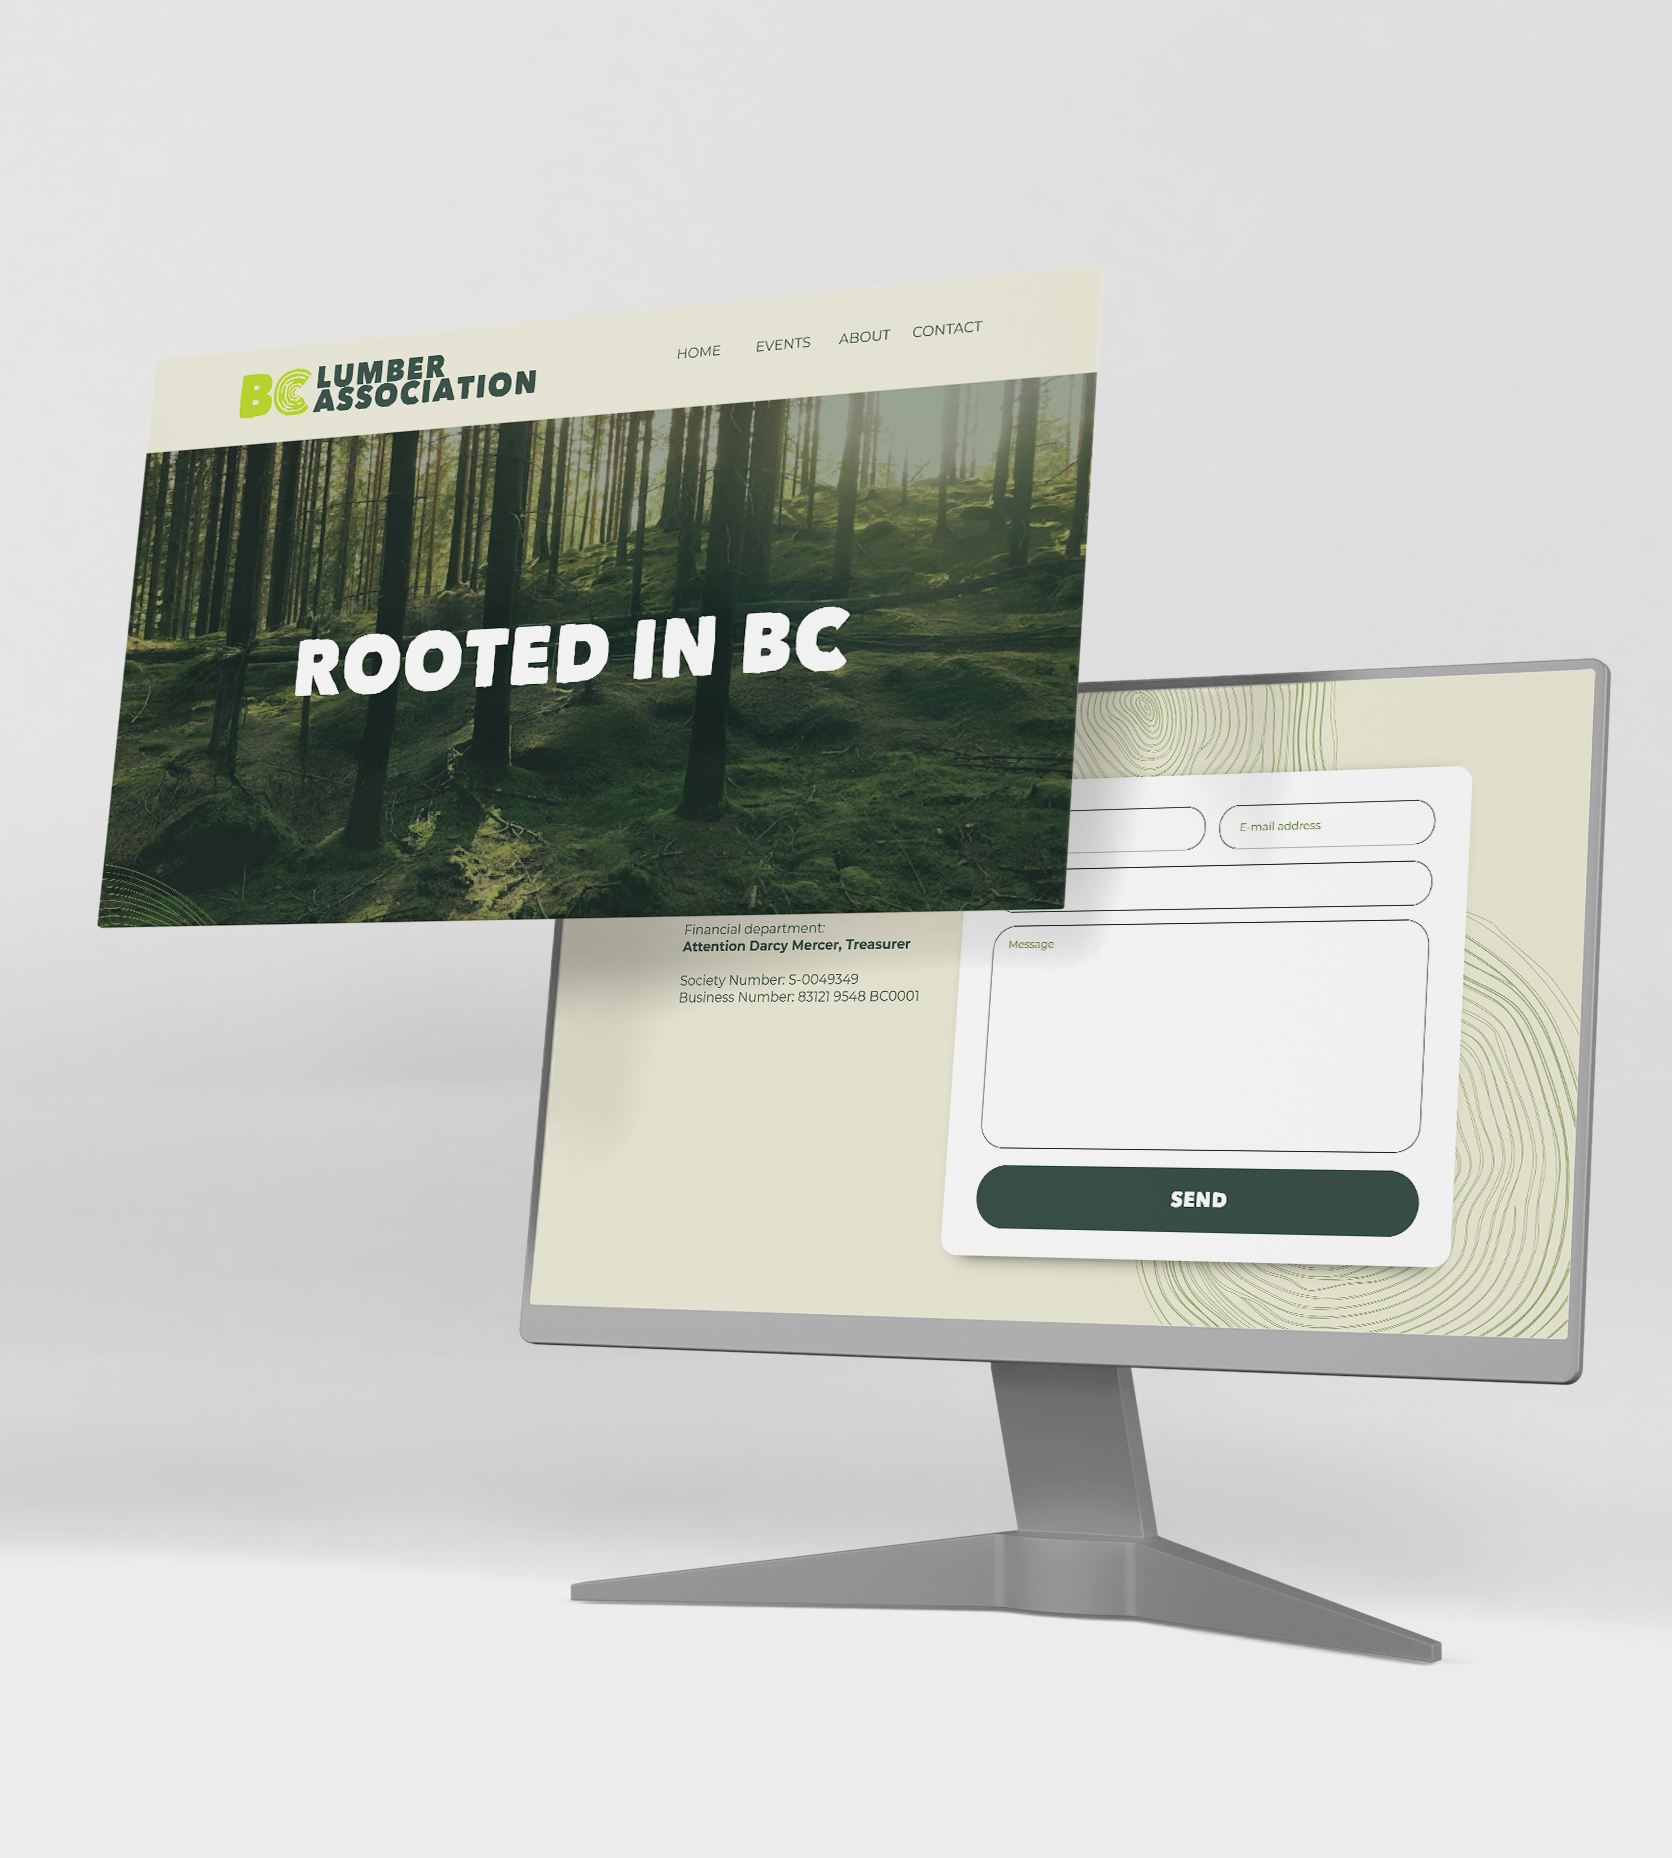 BC LUMBER
ASSOCIATION
HOME EVENTS ABOUT CONTACT
ROOTED IN BC
E-mail address
Message
SEND
Financial department:
Attention Darcy Mercer, Treasurer
Society Number: S-0049349
Business Number: 83121 9548 BC0001